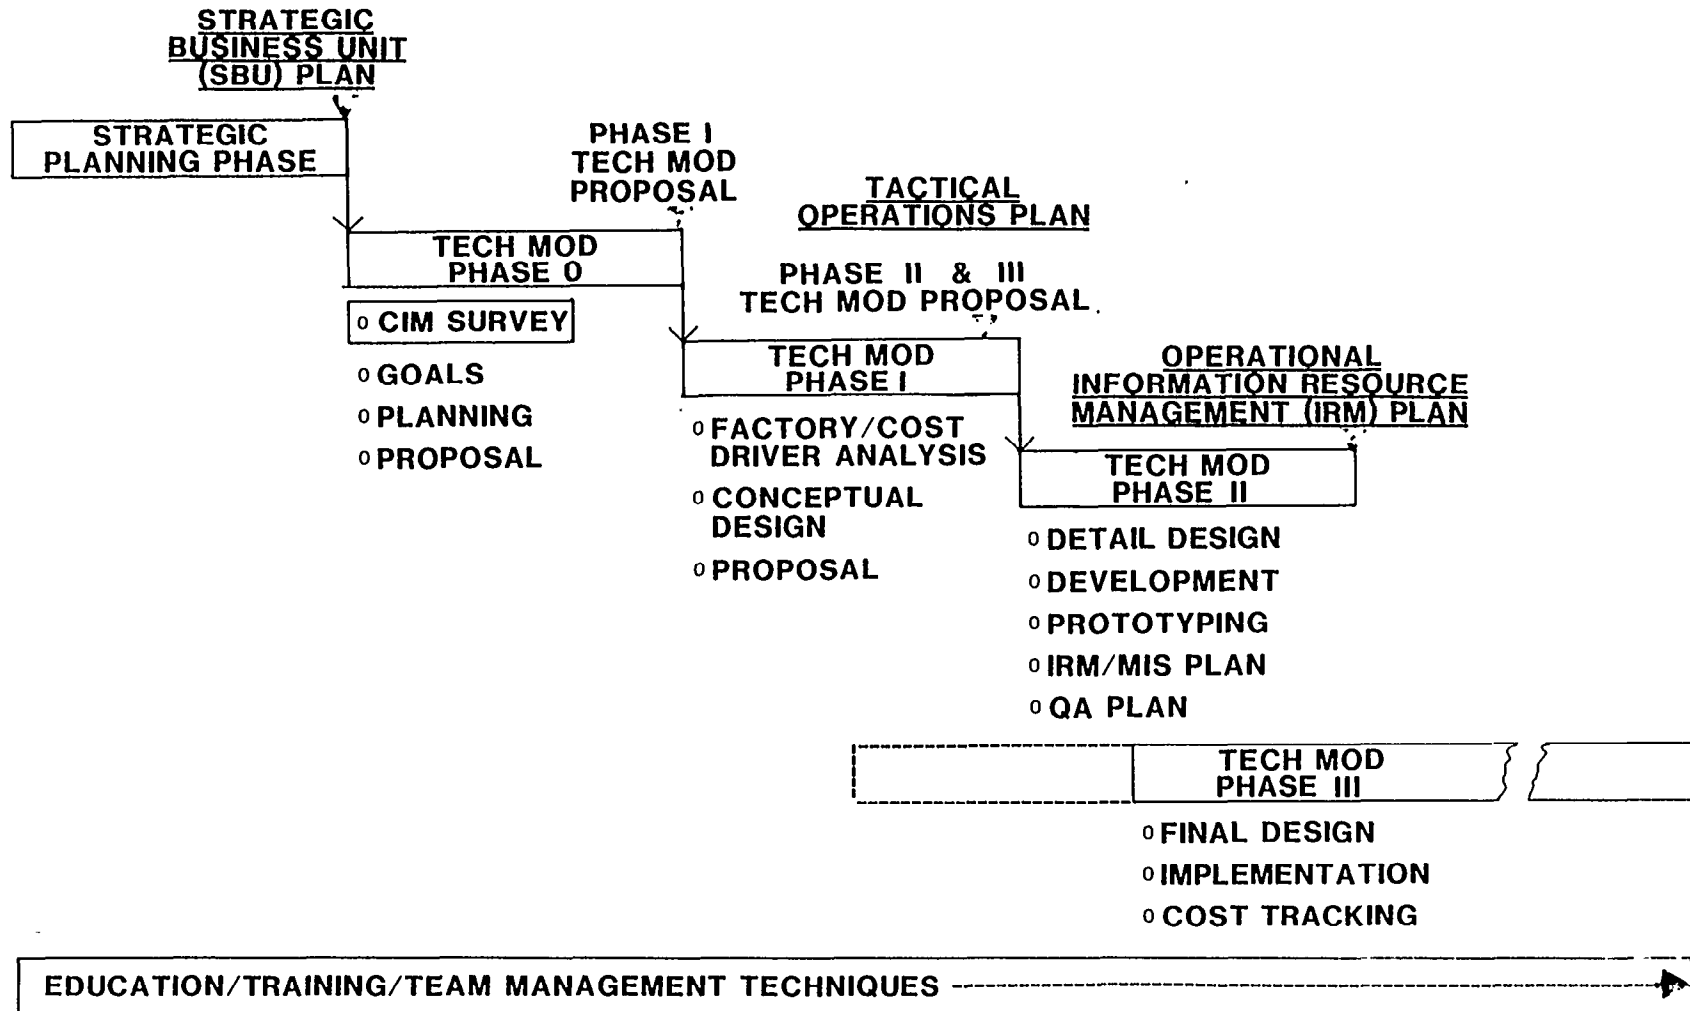 STRATEGIC
BUSINESS UNIT
(SBU) PLAN
STRATEGIC
PLANNING PHASE
PHASE I
TECH MOD
PROPOSAL
TECH MOD
PHASE 0
o CIM SURVEY
o GOALS
o PLANNING
o PROPOSAL
TACTICAL
OPERATIONS PLAN
PHASE II & III
TECH MOD PROPOSAL
TECH MOD
PHASE I
o FACTORY/COST
DRIVER ANALYSIS
o CONCEPTUAL
DESIGN
o PROPOSAL
OPERATIONAL
INFORMATION RESOURCE
MANAGEMENT (IRM) PLAN
TECH MOD
PHASE II
o DETAIL DESIGN
o DEVELOPMENT
o PROTOTYPING
o IRM/MIS PLAN
o QA PLAN
TECH MOD
PHASE III
o FINAL DESIGN
o IMPLEMENTATION
o COST TRACKING
EDUCATION/TRAINING/TEAM MANAGEMENT TECHNIQUES